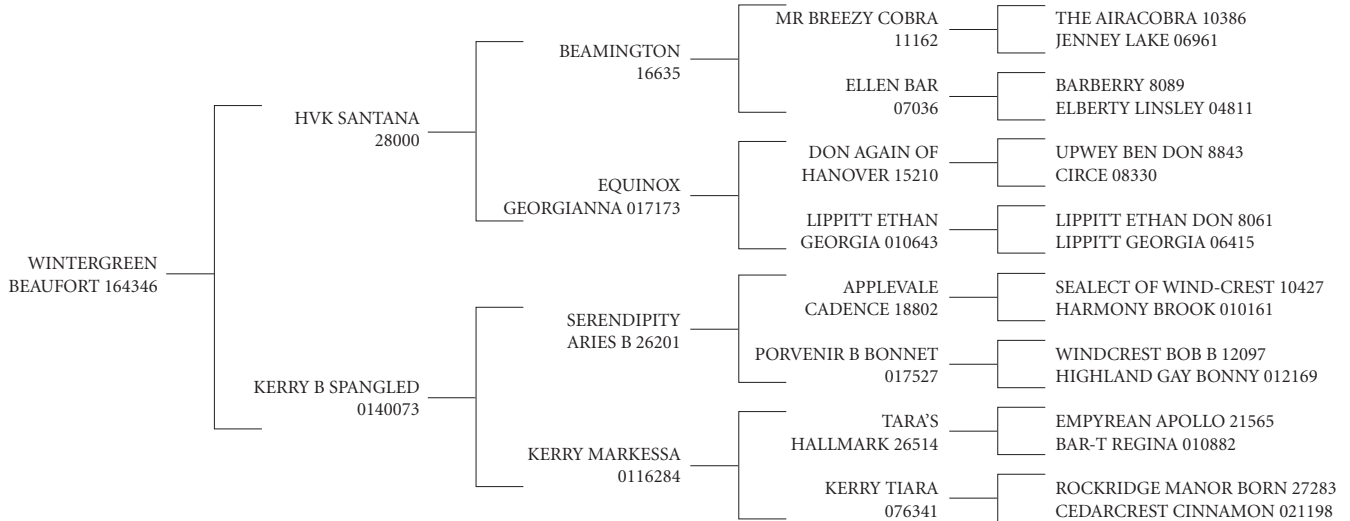 WINTERGREEN
BEAUFORT 164346
HVK SANTANA
28000
KERRY B SPANGLED
0140073
BEAMINGTON
16635
EQUINOX
GEORGIANNA 017173
SERENDIPITY
ARIES B 26201
KERRY MARKESSA
0116284
MR BREEZY COBRA
11162
ELLEN BAR
07036
DON AGAIN OF
HANOVER 15210
LIPPITT ETHAN
GEORGIA 010643
APPLEVALE
CADENCE 18802
PORVENIR B BONNET
017527
TARA'S
HALLMARK 26514
KERRY TIARA
076341
THE AIRACOBRA 10386
JENNEY LAKE 06961
BARBERRY 8089
ELBERTY LINSLEY 04811
UPWEY BEN DON 8843
CIRCE 08330
LIPPITT ETHAN DON 8061
LIPPITT GEORGIA 06415
SEALECT OF WIND-CREST 10427
HARMONY BROOK 010161
WINDCREST BOB B 12097
HIGHLAND GAY BONNY 012169
EMPYREAN APOLLO 21565
BAR-T REGINA 010882
ROCKRIDGE MANOR BORN 27283
CEDARCREST CINNAMON 021198